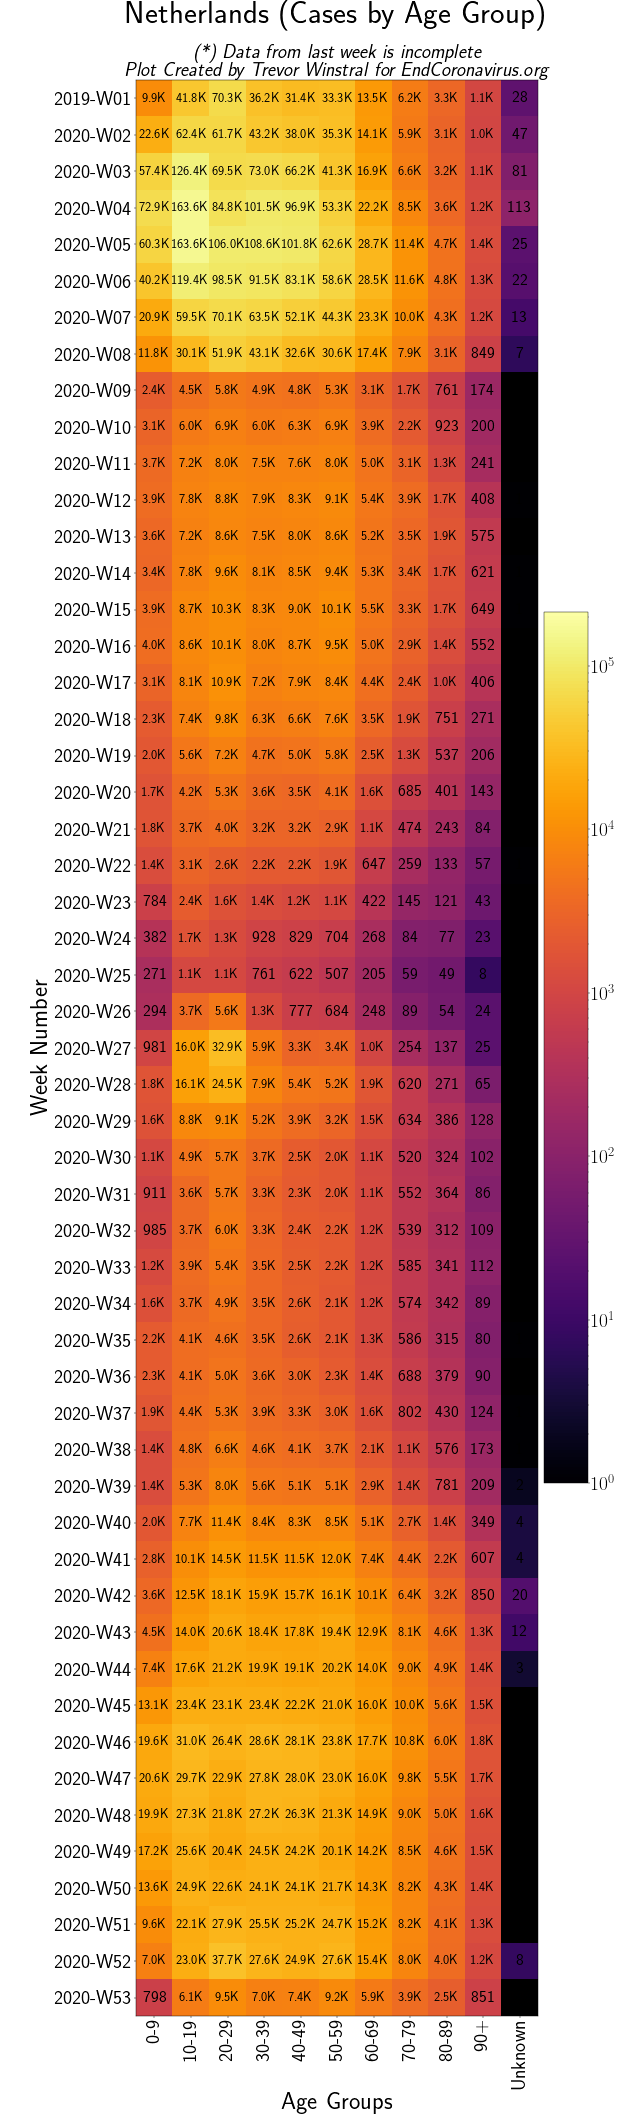 Netherlands (Cases by Age Group)
(*) Data from last week is incomplete
Plot Created by Trevor Winstral for EndCoronavirus.org
2019-W01 9.9K 41.8K 70.3K 36.2K 31.4K 33.3K 13.5K 6.2K 3.3K 1.1K 28
2020-W02 22.6K 62.4K 61.7K 43.2K 38.0K 35.3K 14.1K 5.9K 3.1K 1.0K 47
2020-W03 57.4K 126.4K 69.5K 73.0K 66.2K 41.3K 16.9K 6.6K 3.2K 1.1K 81
2020-W04 72.9K 163.6K 84.8K 101.5K 96.9K 53.3K 22.2K 8.5K 3.6K 1.2K 113
2020-W05 60.3K 163.6K 106.0K 108.6K 101.8K 62.6K 28.7K 11.4K 4.7K 1.4K 25
2020-W06 40.2K 119.4K 98.5K 91.5K 83.1K 58.6K 28.5K 11.6K 4.8K 1.3K 22
2020-W07 20.9K 59.5K 70.1K 63.5K 52.1K 44.3K 23.3K 10.0K 4.3K 1.2K 13
2020-W08 11.8K 30.1K 51.9K 43.1K 32.6K 30.6K 17.4K 7.9K 3.1K 849 7
2020-W09 2.4K 4.5K 5.8K 4.9K 4.8K 5.3K 3.1K 1.7K 761 174
2020-W10 3.1K 6.0K 6.9K 6.0K 6.3K 6.9K 3.9K 2.2K 923 200
2020-W11 3.7K 7.2K 8.0K 7.5K 7.6K 8.0K 5.0K 3.1K 1.3K 241
2020-W12 3.9K 7.8K 8.8K 7.9K 8.3K 9.1K 5.4K 3.9K 1.7K 408
2020-W13 3.6K 7.2K 8.6K 7.5K 8.0K 8.6K 5.2K 3.5K 1.9K 575
2020-W14 3.4K 7.8K 9.6K 8.1K 8.5K 9.4K 5.3K 3.4K 1.7K 621
2020-W15 3.9K 8.7K 10.3K 8.3K 9.0K 10.1K 5.5K 3.3K 1.7K 649
2020-W16 4.0K 8.6K 10.1K 8.0K 8.7K 9.5K 5.0K 2.9K 1.4K 552
2020-W17 3.1K 8.1K 10.9K 7.2K 7.9K 8.4K 4.4K 2.4K 1.0K 406
2020-W18 2.3K 7.4K 9.8K 6.3K 6.6K 7.6K 3.5K 1.9K 751 271
2020-W19 2.0K 5.6K 7.2K 4.7K 5.0K 5.8K 2.5K 1.3K 537 206
2020-W20 1.7K 4.2K 5.3K 3.6K 3.5K 4.1K 1.6K 685 401 143
2020-W21 1.8K 3.7K 4.0K 3.2K 3.2K 2.9K 1.1K 474 243 84
2020-W22 1.4K 3.1K 2.6K 2.2K 2.2K 1.9K 647 259 133 57
2020-W23 784 2.4K 1.6K 1.4K 1.2K 1.1K 422 145 121 43
2020-W24 382 1.7K 1.3K 928 829 704 268 84 77 23
2020-W25 271 1.1K 1.1K 761 622 507 205 59 49 8
2020-W26 294 3.7K 5.6K 1.3K 777 684 248 89 54 24
2020-W27 981 16.0K 32.9K 5.9K 3.3K 3.4K 1.0K 254 137 25
2020-W28 1.8K 16.1K 24.5K 7.9K 5.4K 5.2K 1.9K 620 271 65
2020-W29 1.6K 8.8K 9.1K 5.2K 3.9K 3.2K 1.5K 634 386 128
2020-W30 1.1K 4.9K 5.7K 3.7K 2.5K 2.0K 1.1K 520 324 102
2020-W31 911 3.6K 5.7K 3.3K 2.3K 2.0K 1.1K 552 364 86
2020-W32 985 3.7K 6.0K 3.3K 2.4K 2.2K 1.2K 539 312 109
2020-W33 1.2K 3.9K 5.4K 3.5K 2.5K 2.2K 1.2K 585 341 112
2020-W34 1.6K 3.7K 4.9K 3.5K 2.6K 2.1K 1.2K 574 342 89
2020-W35 2.2K 4.1K 4.6K 3.5K 2.6K 2.1K 1.3K 586 315 80
2020-W36 2.3K 4.1K 5.0K 3.6K 3.0K 2.3K 1.4K 688 379 90
2020-W37 1.9K 4.4K 5.3K 3.9K 3.3K 3.0K 1.6K 802 430 124
2020-W38 1.4K 4.8K 6.6K 4.6K 4.1K 3.7K 2.1K 1.1K 576 173
2020-W39 1.4K 5.3K 8.0K 5.6K 5.1K 5.1K 2.9K 1.4K 781 209 2
2020-W40 2.0K 7.7K 11.4K 8.4K 8.3K 8.5K 5.1K 2.7K 1.4K 349 4
2020-W41 2.8K 10.1K 14.5K 11.5K 11.5K 12.0K 7.4K 4.4K 2.2K 607 4
2020-W42 3.6K 12.5K 18.1K 15.9K 15.7K 16.1K 10.1K 6.4K 3.2K 850 20
2020-W43 4.5K 14.0K 20.6K 18.4K 17.8K 19.4K 12.9K 8.1K 4.6K 1.3K 12
2020-W44 7.4K 17.6K 21.2K 19.9K 19.1K 20.2K 14.0K 9.0K 4.9K 1.4K 3
2020-W45 13.1K 23.4K 23.1K 23.4K 22.2K 21.0K 16.0K 10.0K 5.6K 1.5K
2020-W46 19.6K 31.0K 26.4K 28.6K 28.1K 23.8K 17.7K 10.8K 6.0K 1.8K
2020-W47 20.6K 29.7K 22.9K 27.8K 28.0K 23.0K 16.0K 9.8K 5.5K 1.7K
2020-W48 19.9K 27.3K 21.8K 27.2K 26.3K 21.3K 14.9K 9.0K 5.0K 1.6K
2020-W49 17.2K 25.6K 20.4K 24.5K 24.2K 20.1K 14.2K 8.5K 4.6K 1.5K
2020-W50 13.6K 24.9K 22.6K 24.1K 24.1K 21.7K 14.3K 8.2K 4.3K 1.4K
2020-W51 9.6K 22.1K 27.9K 25.5K 25.2K 24.7K 15.2K 8.2K 4.1K 1.3K
2020-W52 7.0K 23.0K 37.7K 27.6K 24.9K 27.6K 15.4K 8.0K 4.0K 1.2K 8
2020-W53 798 6.1K 9.5K 7.0K 7.4K 9.2K 5.9K 3.9K 2.5K 851
0-9 10-19 20-29 30-39 40-49 50-59 60-69 70-79 80-89 90+ Unknown
Age Groups
Week Number
10⁵
10⁴
10³
10²
10¹
10⁰